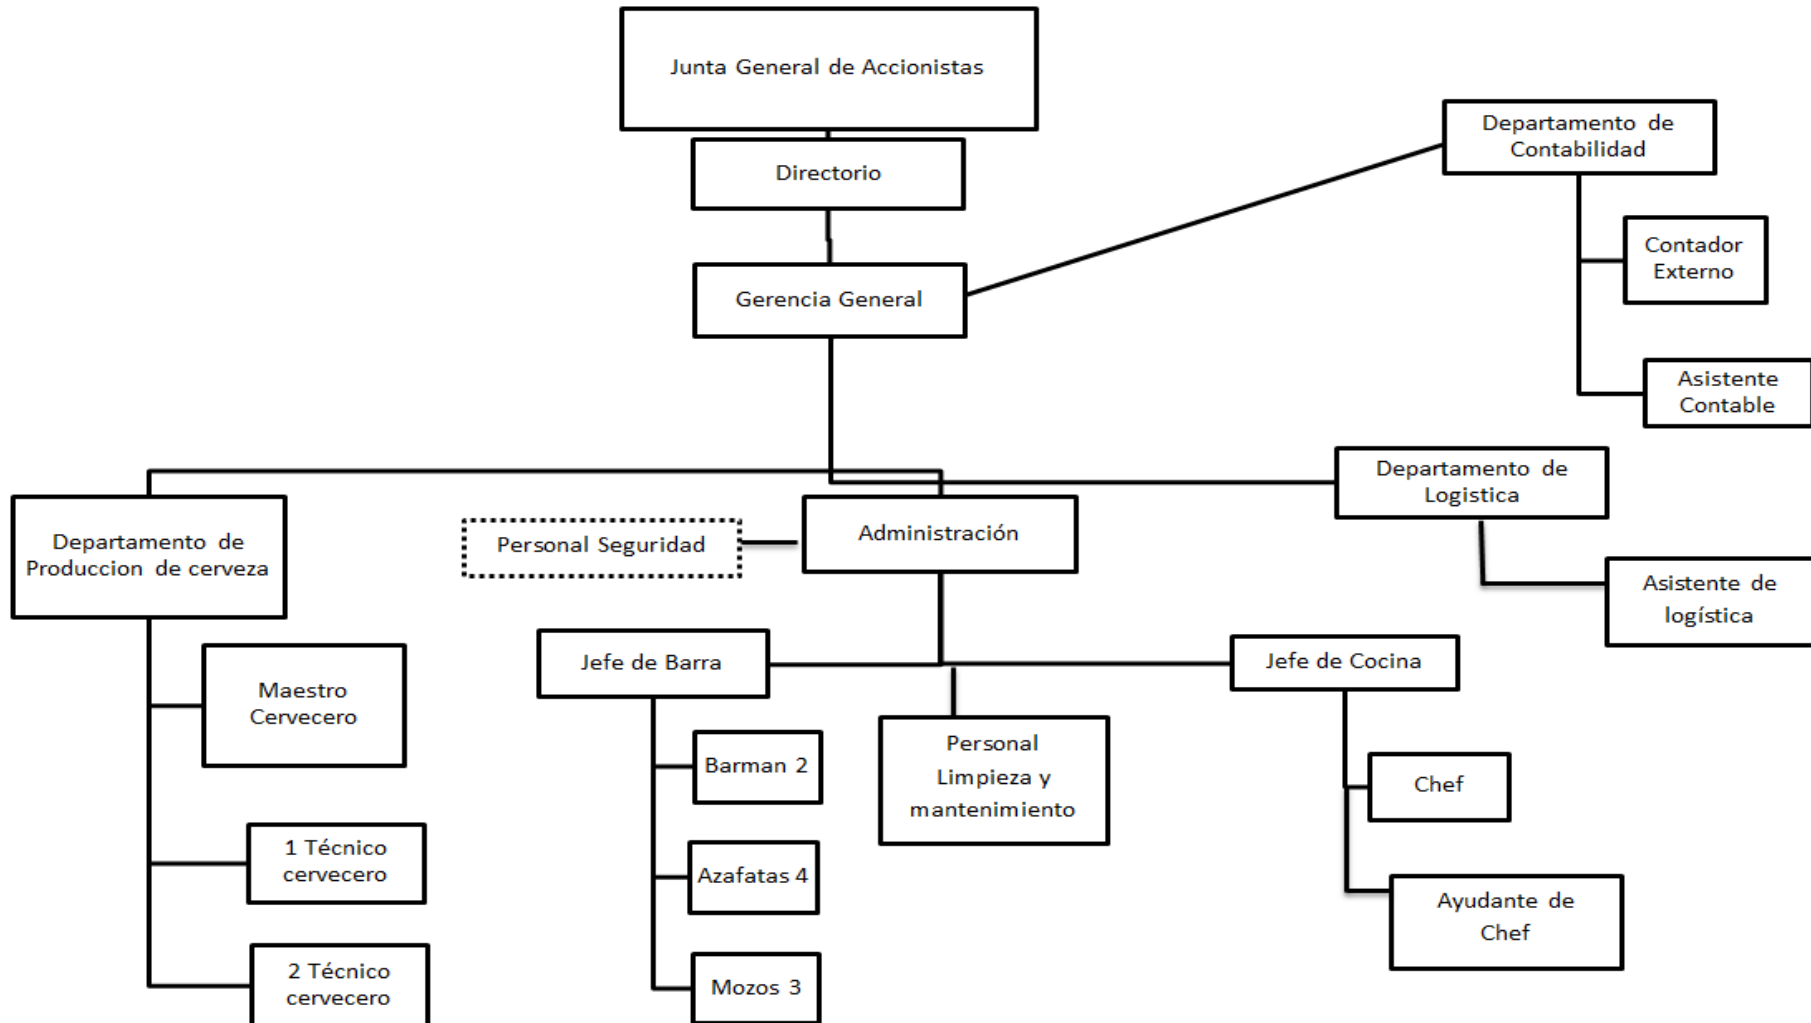 Junta General de Accionistas
Directorio
Departamento de
Contabilidad
Gerencia General
Contador
Externo
Asistente
Contable
Departamento de
Logistica
Departamento de
Produccion de cerveza
Personal Seguridad
Administración
Asistente de
logística
Maestro
Cervecero
Jefe de Barra
Jefe de Cocina
Barman 2
Personal
Limpieza y
mantenimiento
Chef
1 Técnico
cervecero
Azafatas 4
Ayudante de
Chef
2 Técnico
cervecero
Mozos 3